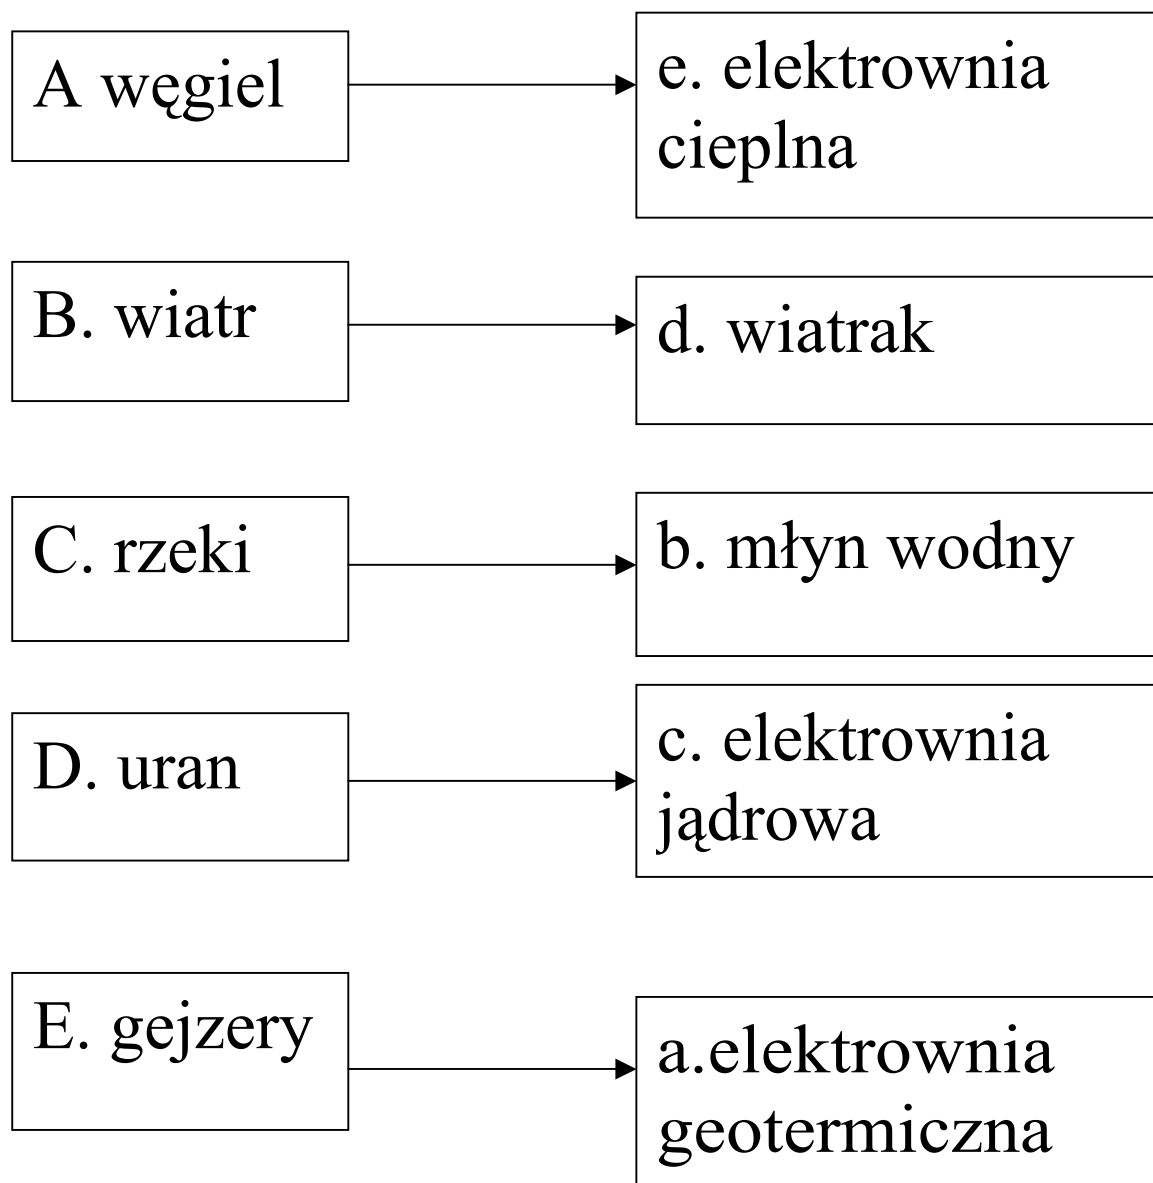 A węgiel
e. elektrownia
cieplna
B. wiatr
d. wiatrak
C. rzeki
b. młyn wodny
D. uran
c. elektrownia
jądrowa
E. gejzery
a.elektrownia
geotermiczna